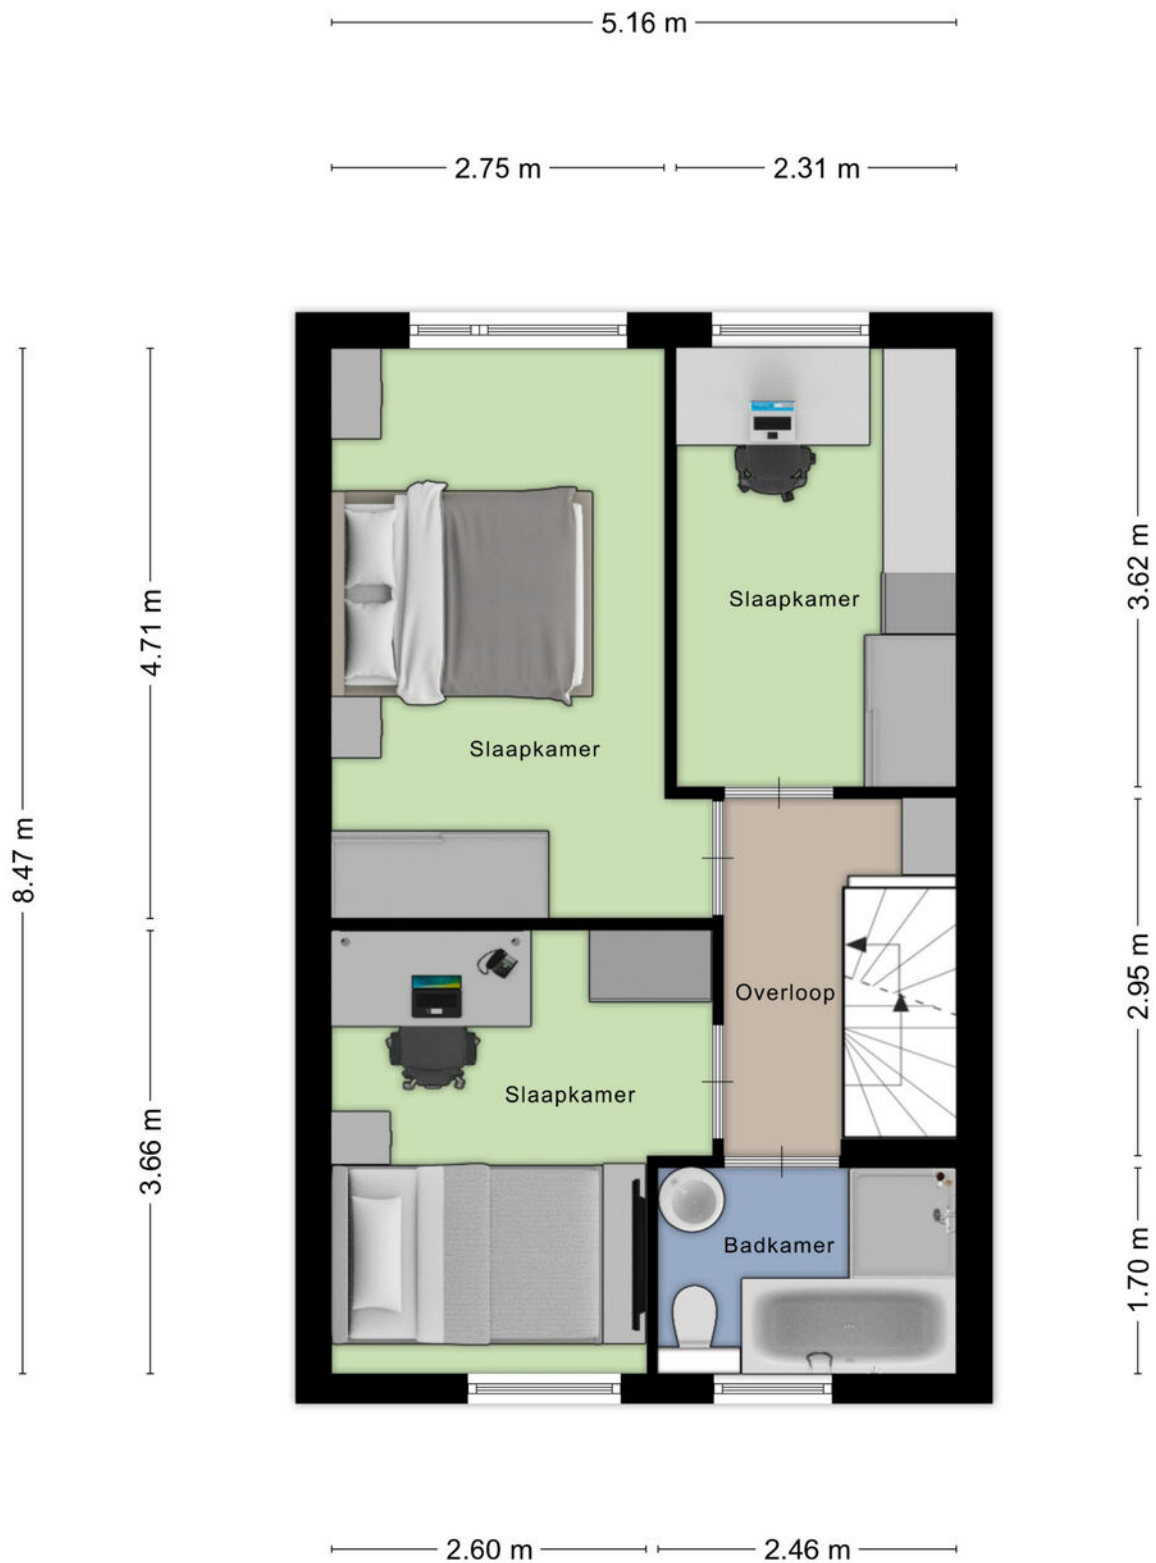 5.16 m
2.75 m
2.31 m
3.62 m
Slaapkamer
4.71 m
Slaapkamer
8.47 m
2.95 m
Overloop
Slaapkamer
3.66 m
Badkamer
1.70 m
2.60 m
2.46 m